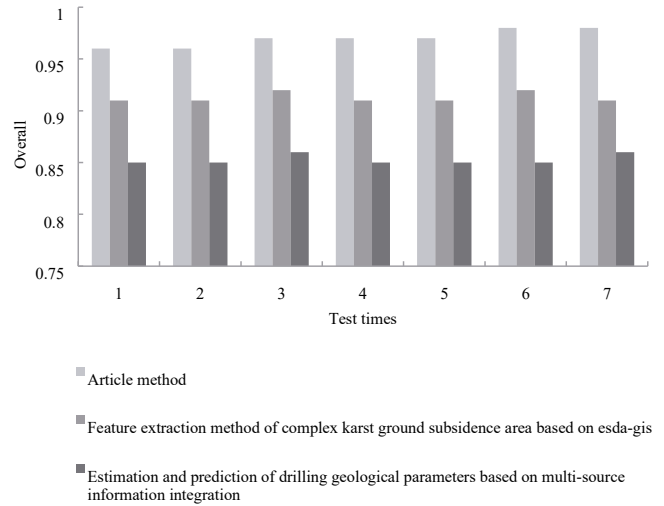 1
0.95
0.9
0.85
0.8
0.75
Overall
1 2 3 4 5 6 7
Test times
Article method
Feature extraction method of complex karst ground subsidence area based on esda-gis
Estimation and prediction of drilling geological parameters based on multi-source
information integration